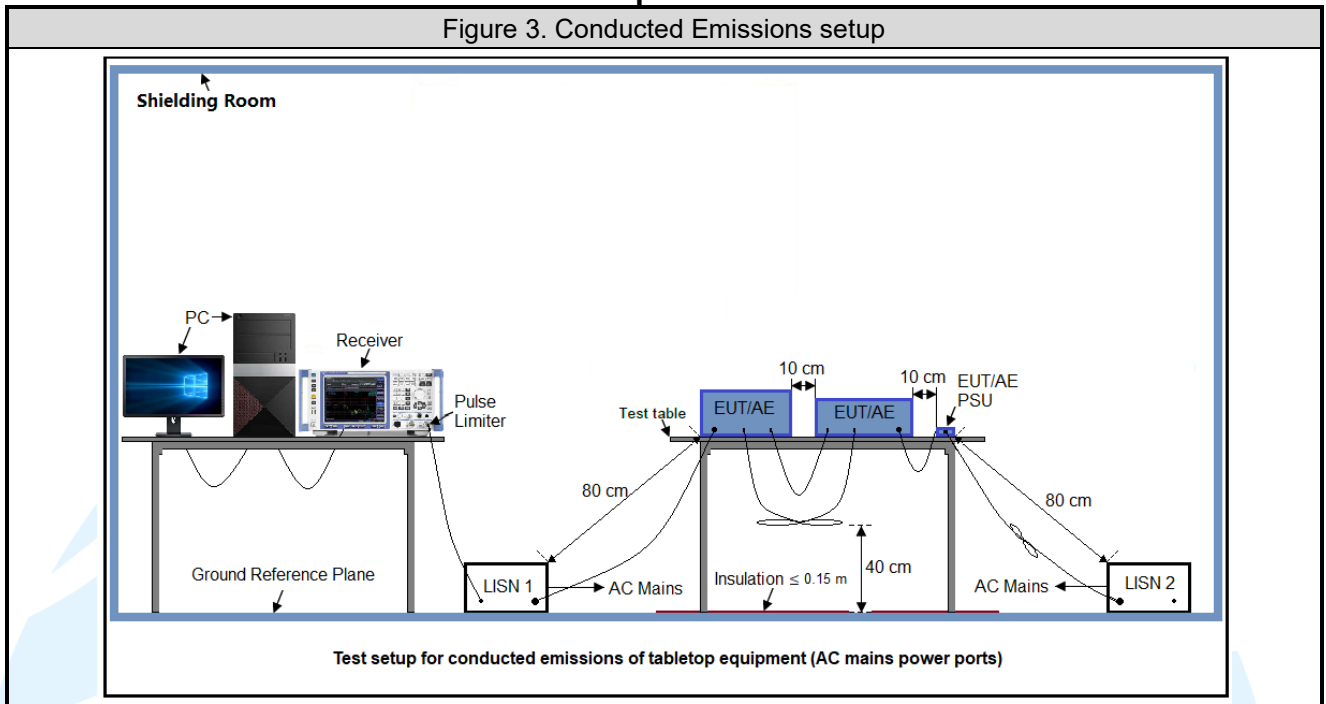 Figure 3. Conducted Emissions setup
Shielding Room
PC
Receiver
Pulse
Limiter
10 cm
10 cm
EUT/AE
PSU
Test table
EUT/AE
EUT/AE
80 cm
80 cm
40 cm
Ground Reference Plane
LISN 1
AC Mains
Insulation ≤ 0.15 m
AC Mains
LISN 2
Test setup for conducted emissions of tabletop equipment (AC mains power ports)